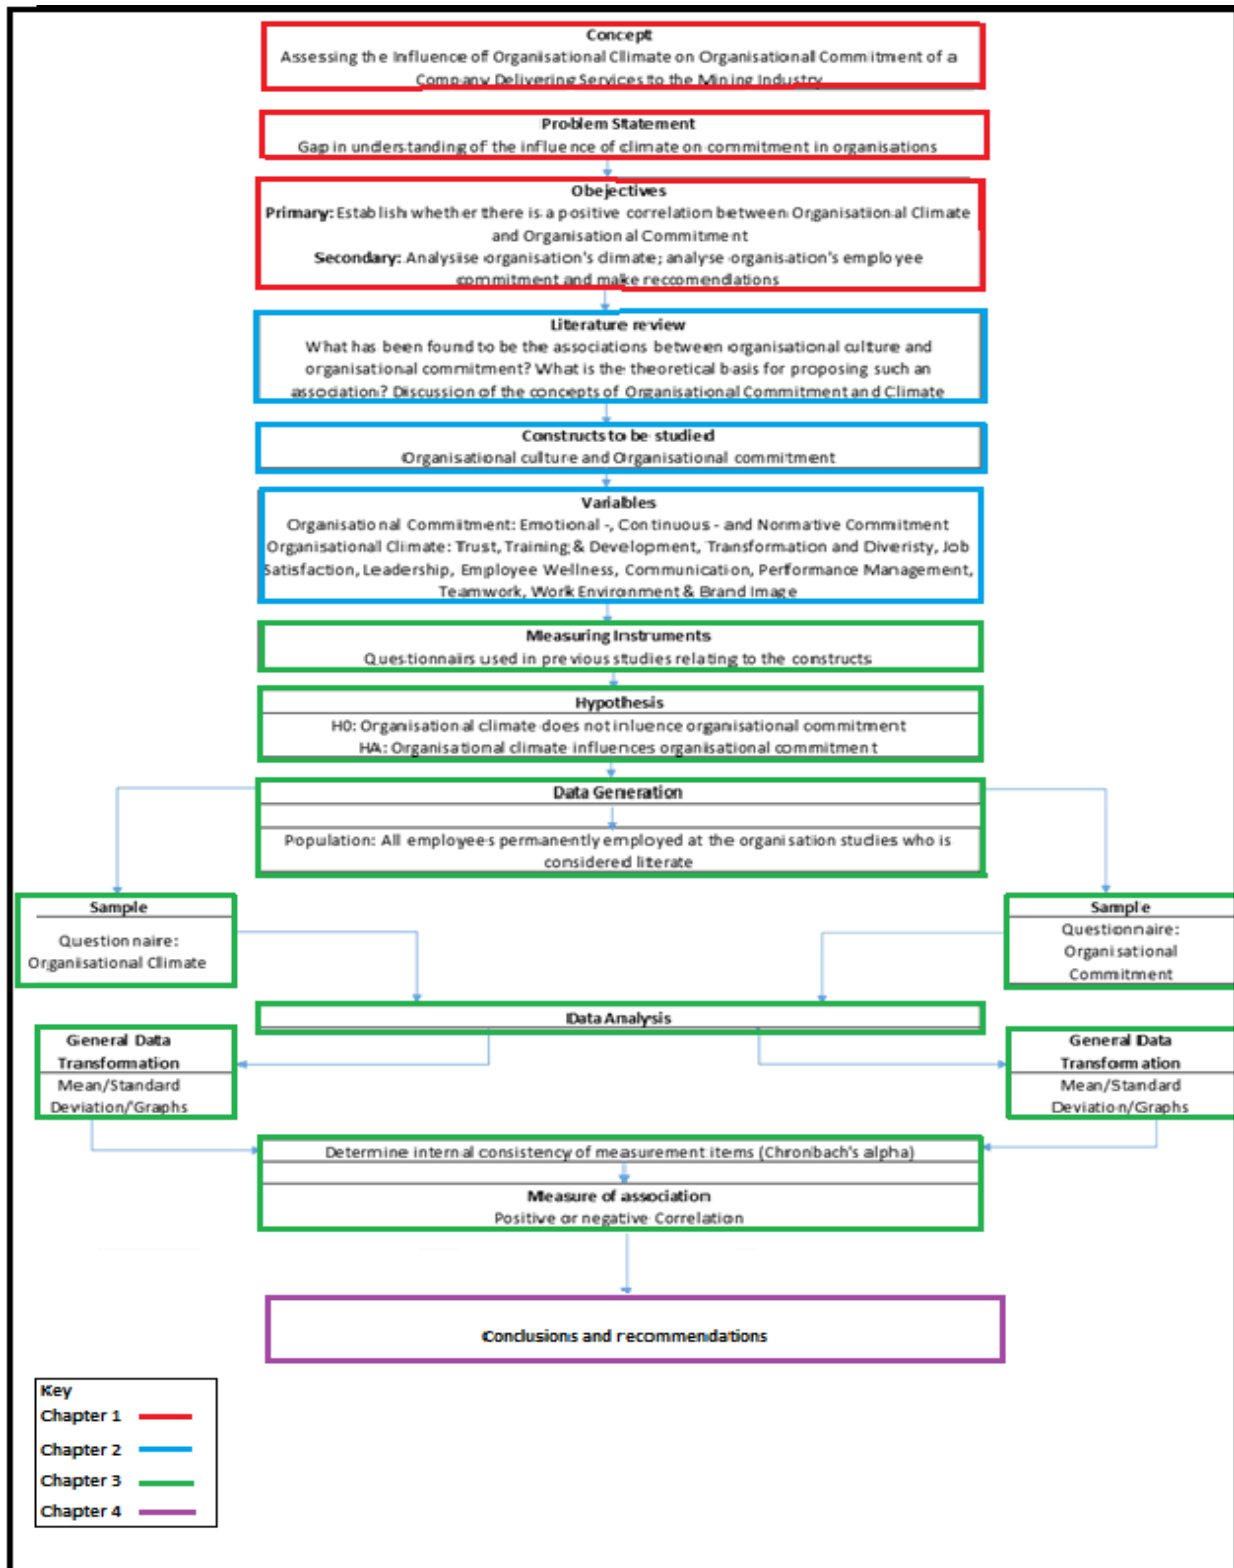 Concept
Assessing the Influence of Organisational Climate on Organisational Commitment of a
Company Delivering Services to the Mining Industry
Problem Statement
Gap in understanding of the influence of climate on commitment in organisations
Obejectives
Primary: Establish whether there is a positive correlation between Organisatiional Climate
and Organisational Commitment
Secondary: Analysiise organisation's climate; analyse organisation's employee
commitment and make reccomendations
Literature review
What has been found to be the associations between organisational culture and
organisational commitment? What is the theoretical basis for proposing such an
association? Discussion of the concepts of Organisational Commitment and Climate
Constructs to be studied
Organisational culture and Organisational commitment
Variables
Organisational Commitment: Emotional -, Continuous - and Normative Commitment
Organisational Climate: Trust, Training & Development, Transformation and Diveristy, Job
Satisfaction, Leadership, Employee Wellness, Communication, Performance Management,
Teamwork, Work Environment & Brand Image
Measuring Instruments
Questionnairs used in previous studies relating to the constructs
Hypothesis
H0: Organisational climate does not inluence organisational commitment
HA: Organisational climate influences organisational commitment
Data Generation
Population: All employees permanently employed at the organisation studies who is
considered literate
Sample
Questionnaire:
Organisational Climate
Sample
Questionnaire:
Organisational
Commitment
Data Analysis
General Data
Transformation
Mean/Standard
Deviation/Graphs
General Data
Transformation
Mean/Standard
Deviation/Graphs
Determine internal consistency of measurement items (Chronbach's alpha)
Measure of association
Positive or negative Correlation
Conclusions and recommendations
Key
Chapter 1
Chapter 2
Chapter 3
Chapter 4